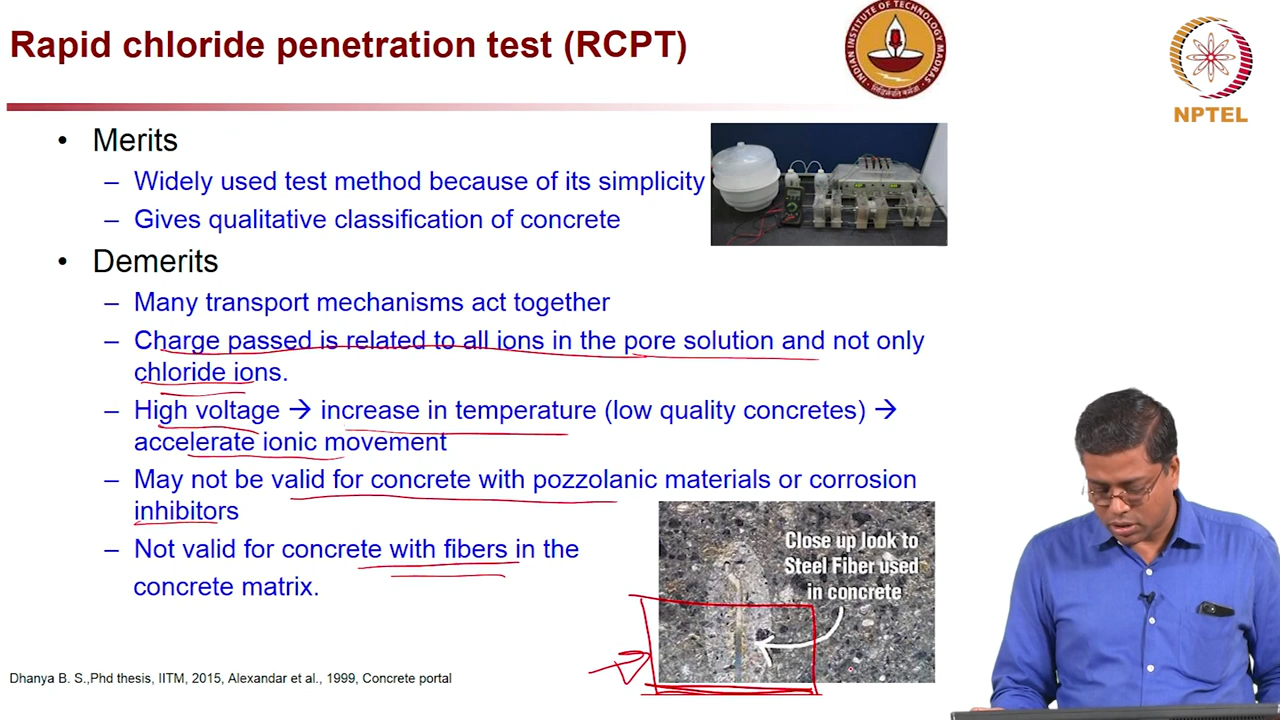 Rapid chloride penetration test (RCPT)
INDIAN INSTITUTE OF TECHNOLOGY MADRAS
NPTEL
• Merits
– Widely used test method because of its simplicity
– Gives qualitative classification of concrete
• Demerits
– Many transport mechanisms act together
– Charge passed is related to all ions in the pore solution and not only
chloride ions.
– High voltage → increase in temperature (low quality concretes) →
accelerate ionic movement
– May not be valid for concrete with pozzolanic materials or corrosion
inhibitors
– Not valid for concrete with fibers in the
concrete matrix.
Close up look to
Steel Fiber used
in concrete
Dhanya B. S.,Phd thesis, IITM, 2015, Alexandar et al., 1999, Concrete portal